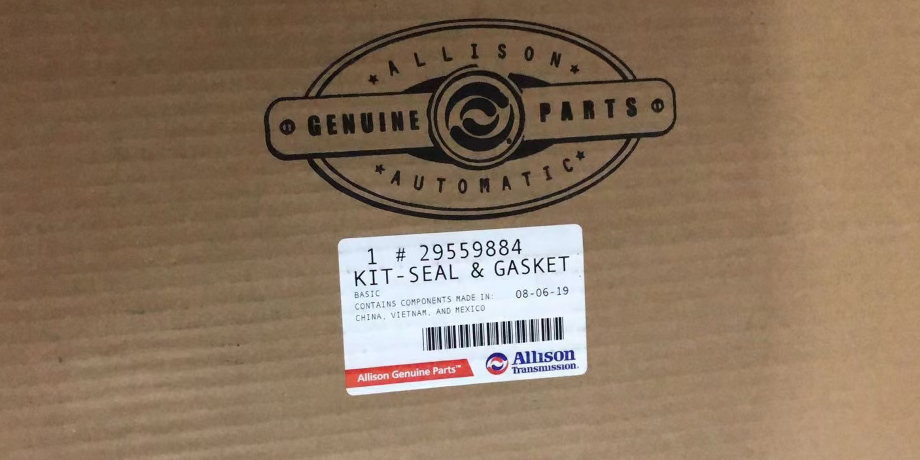 ALLISON
GENUINE PARTS
AUTOMATIC
1 # 29559884
KIT-SEAL & GASKET
BASIC
CONTAINS COMPONENTS MADE IN: 08-06-19
CHINA, VIETNAM, AND MEXICO
Allison Genuine Parts™
Allison
Transmission®